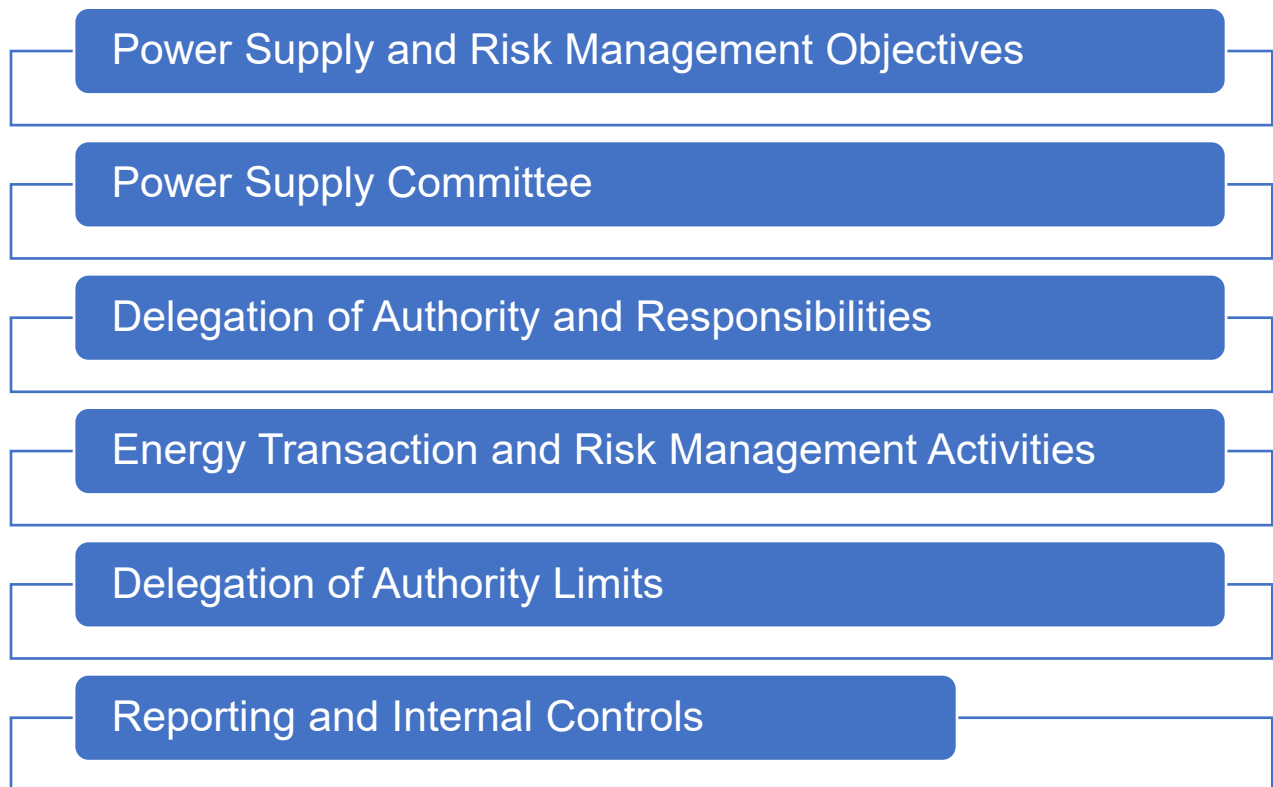 Power Supply and Risk Management Objectives
Power Supply Committee
Delegation of Authority and Responsibilities
Energy Transaction and Risk Management Activities
Delegation of Authority Limits
Reporting and Internal Controls